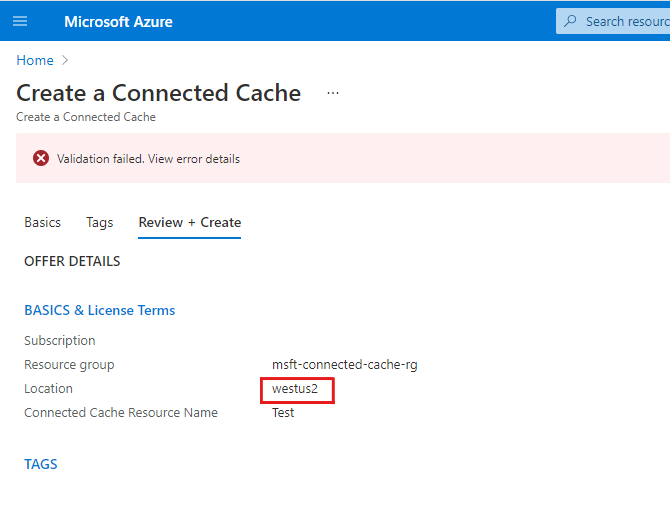 Microsoft Azure
Search resourc
Home
Create a Connected Cache ...
Create a Connected Cache
Validation failed. View error details
Basics Tags Review + Create
OFFER DETAILS
BASICS & License Terms
Subscription
Resource group msft-connected-cache-rg
Location westus2
Connected Cache Resource Name Test
TAGS